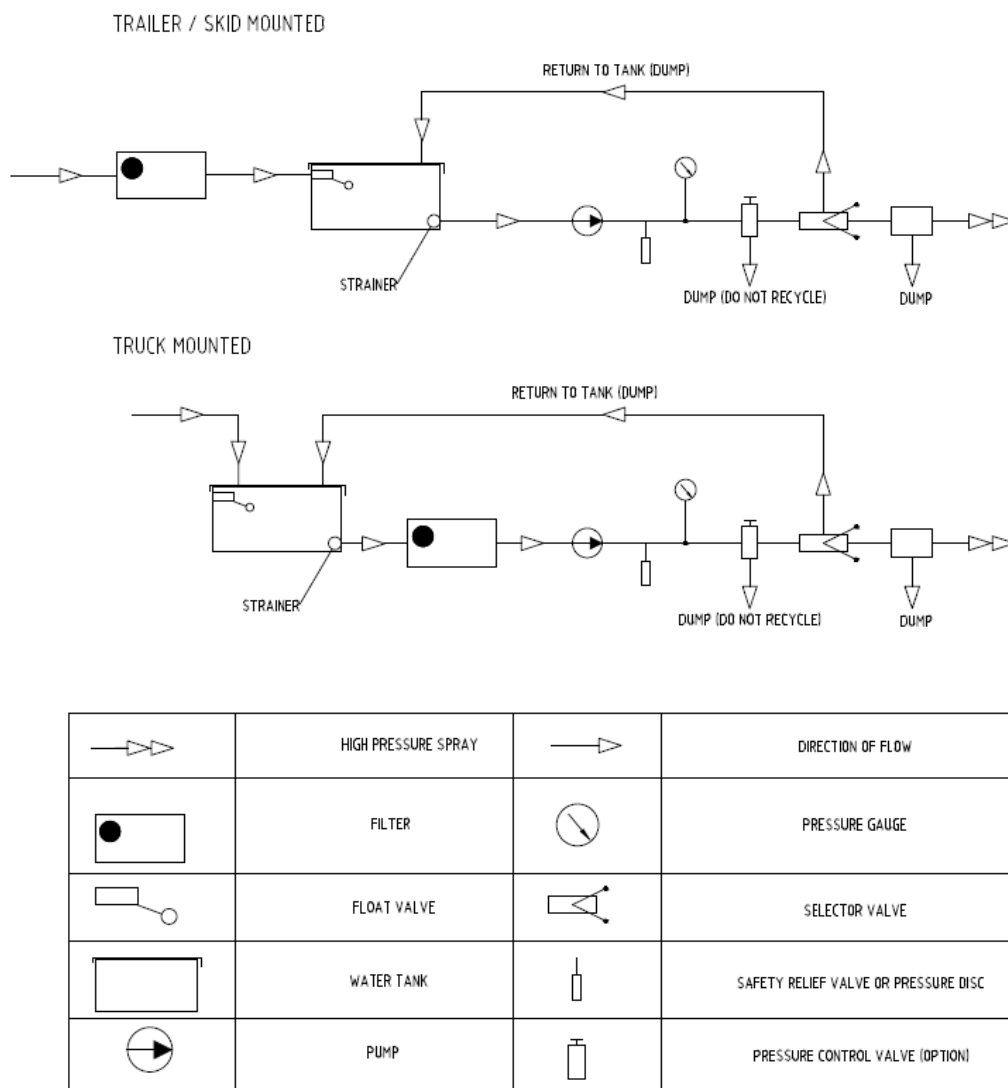 TRAILER / SKID MOUNTED
RETURN TO TANK (DUMP)
STRAINER
DUMP (DO NOT RECYCLE)
DUMP
TRUCK MOUNTED
RETURN TO TANK (DUMP)
STRAINER
DUMP (DO NOT RECYCLE)
DUMP
HIGH PRESSURE SPRAY
DIRECTION OF FLOW
FILTER
PRESSURE GAUGE
FLOAT VALVE
SELECTOR VALVE
WATER TANK
SAFETY RELIEF VALVE OR PRESSURE DISC
PUMP
PRESSURE CONTROL VALVE (OPTION)